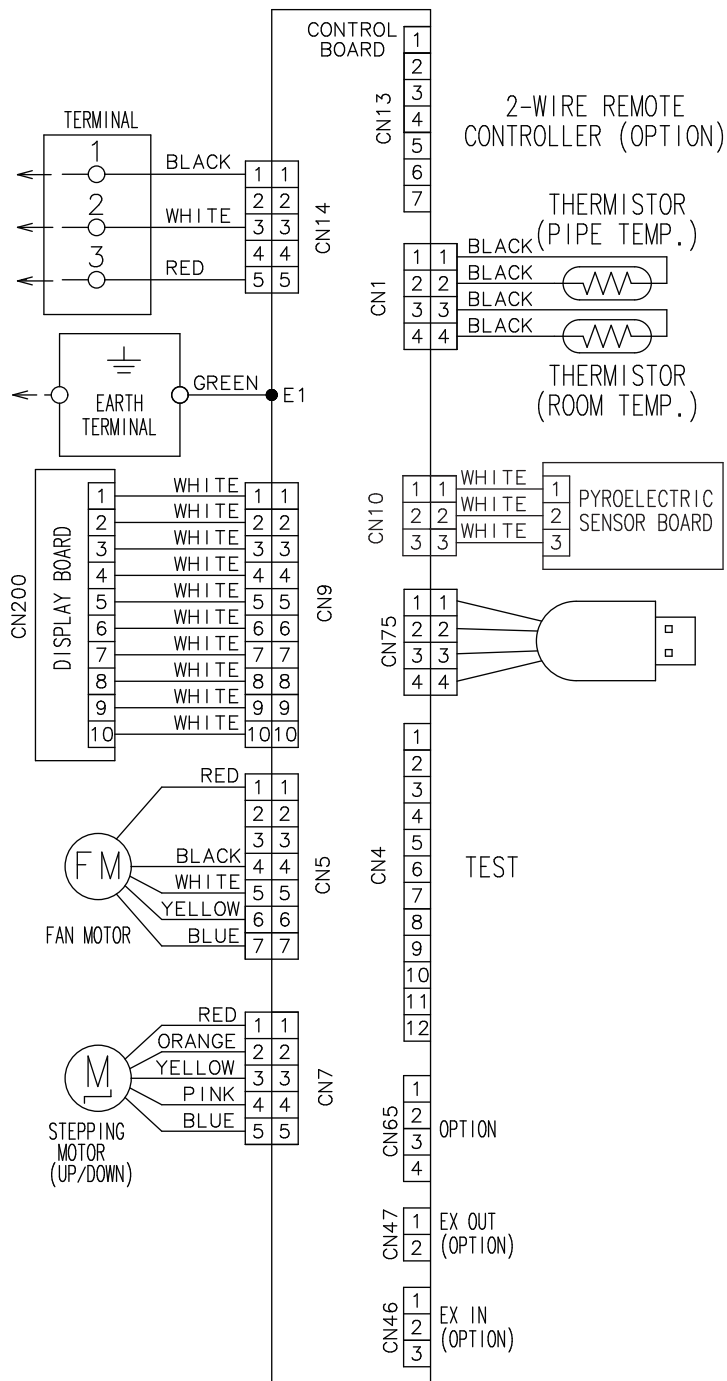 CONTROL
BOARD
CN13
1
2
3
4
5
6
7
2-WIRE REMOTE
CONTROLLER (OPTION)
TERMINAL
1 BLACK 1 1
2 2
2 WHITE 3 3
4 4
3 RED 5 5
CN14
THERMISTOR
(PIPE TEMP.)
CN1
1 1 BLACK
2 2 BLACK
3 3 BLACK
4 4 BLACK
THERMISTOR
(ROOM TEMP.)
EARTH
TERMINAL
GREEN
E1
CN200
DISPLAY BOARD
1 WHITE 1 1
2 WHITE 2 2
3 WHITE 3 3
4 WHITE 4 4
5 WHITE 5 5
6 WHITE 6 6
7 WHITE 7 7
8 WHITE 8 8
9 WHITE 9 9
10 WHITE 10 10
CN9
CN10
1 1 WHITE 1
2 2 WHITE 2
3 3 WHITE 3
PYROELECTRIC
SENSOR BOARD
CN75
1 1
2 2
3 3
4 4
FM
FAN MOTOR
RED 1 1
2 2
3 3
BLACK 4 4
WHITE 5 5
YELLOW 6 6
BLUE 7 7
CN5
CN4
1
2
3
4
5
6
7
8
9
10
11
12
TEST
M
STEPPING
MOTOR
(UP/DOWN)
RED 1 1
ORANGE 2 2
YELLOW 3 3
PINK 4 4
BLUE 5 5
CN7
CN65
1
2
3
4
OPTION
CN47
1
2
EX OUT
(OPTION)
CN46
1
2
3
EX IN
(OPTION)